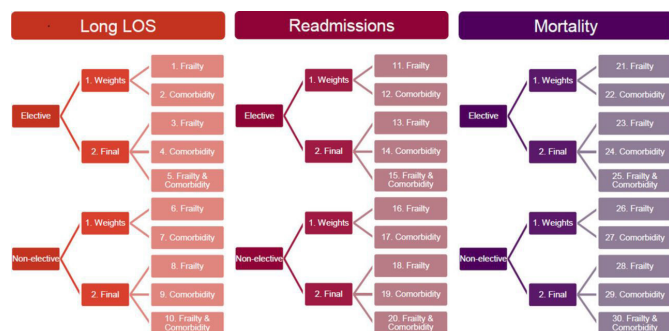 Long LOS
Elective
1. Weights
1. Frailty
2. Comorbidity
2. Final
3. Frailty
4. Comorbidity
5. Frailty &
Comorbidity
Non-elective
1. Weights
6. Frailty
7. Comorbidity
2. Final
8. Frailty
9. Comorbidity
10. Frailty &
Comorbidity
Readmissions
Elective
1. Weights
11. Frailty
12. Comorbidity
2. Final
13. Frailty
14. Comorbidity
15. Frailty &
Comorbidity
Non-elective
1. Weights
16. Frailty
17. Comorbidity
2. Final
18. Frailty
19. Comorbidity
20. Frailty &
Comorbidity
Mortality
Elective
1. Weights
21. Frailty
22. Comorbidity
2. Final
23. Frailty
24. Comorbidity
25. Frailty &
Comorbidity
Non-elective
1. Weights
26. Frailty
27. Comorbidity
2. Final
28. Frailty
29. Comorbidity
30. Frailty &
Comorbidity